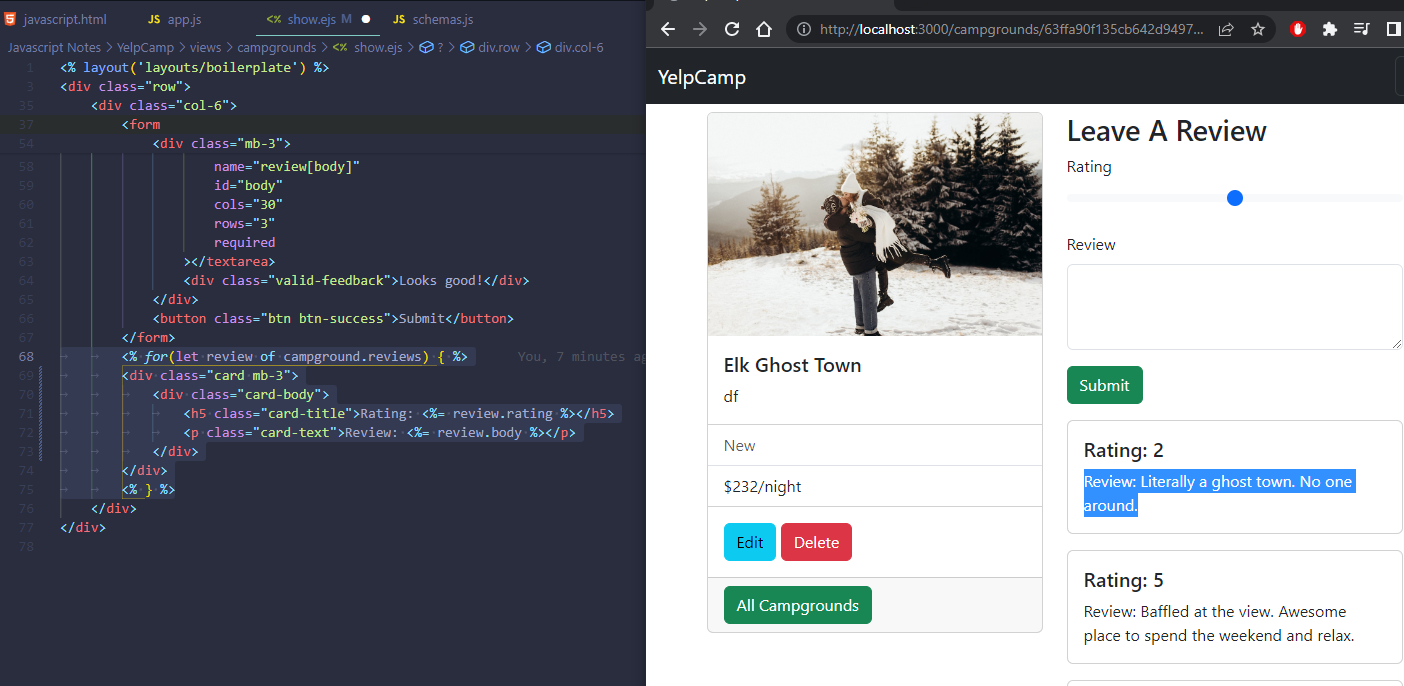 javascript.html
JS app.js
<% show.ejs M
JS schemas.js
Javascript Notes > YelpCamp > views > campgrounds > <% show.ejs > ? > div.row > div.col-6
1 <% layout('layouts/boilerplate') %>
3 <div class="row">
35 <div class="col-6">
37 <form
54 <div class="mb-3">
58 name="review[body]"
59 id="body"
60 cols="30"
61 rows="3"
62 required
63 ></textarea>
64 <div class="valid-feedback">Looks good!</div>
65 </div>
66 <button class="btn btn-success">Submit</button>
67 </form>
68 <% for(let review of campground.reviews) { %> You, 7 minutes ag
69 <div class="card mb-3">
70 <div class="card-body">
71 <h5 class="card-title">Rating: <%= review.rating %></h5>
72 <p class="card-text">Review: <%= review.body %></p>
73 </div>
74 </div>
75 <% } %>
76 </div>
77 </div>
78
http://localhost:3000/campgrounds/63ffa90f135cb642d9497...
YelpCamp
Elk Ghost Town
df
New
$232/night
Edit Delete
All Campgrounds
Leave A Review
Rating
Review
Submit
Rating: 2
Review: Literally a ghost town. No one
around.
Rating: 5
Review: Baffled at the view. Awesome
place to spend the weekend and relax.